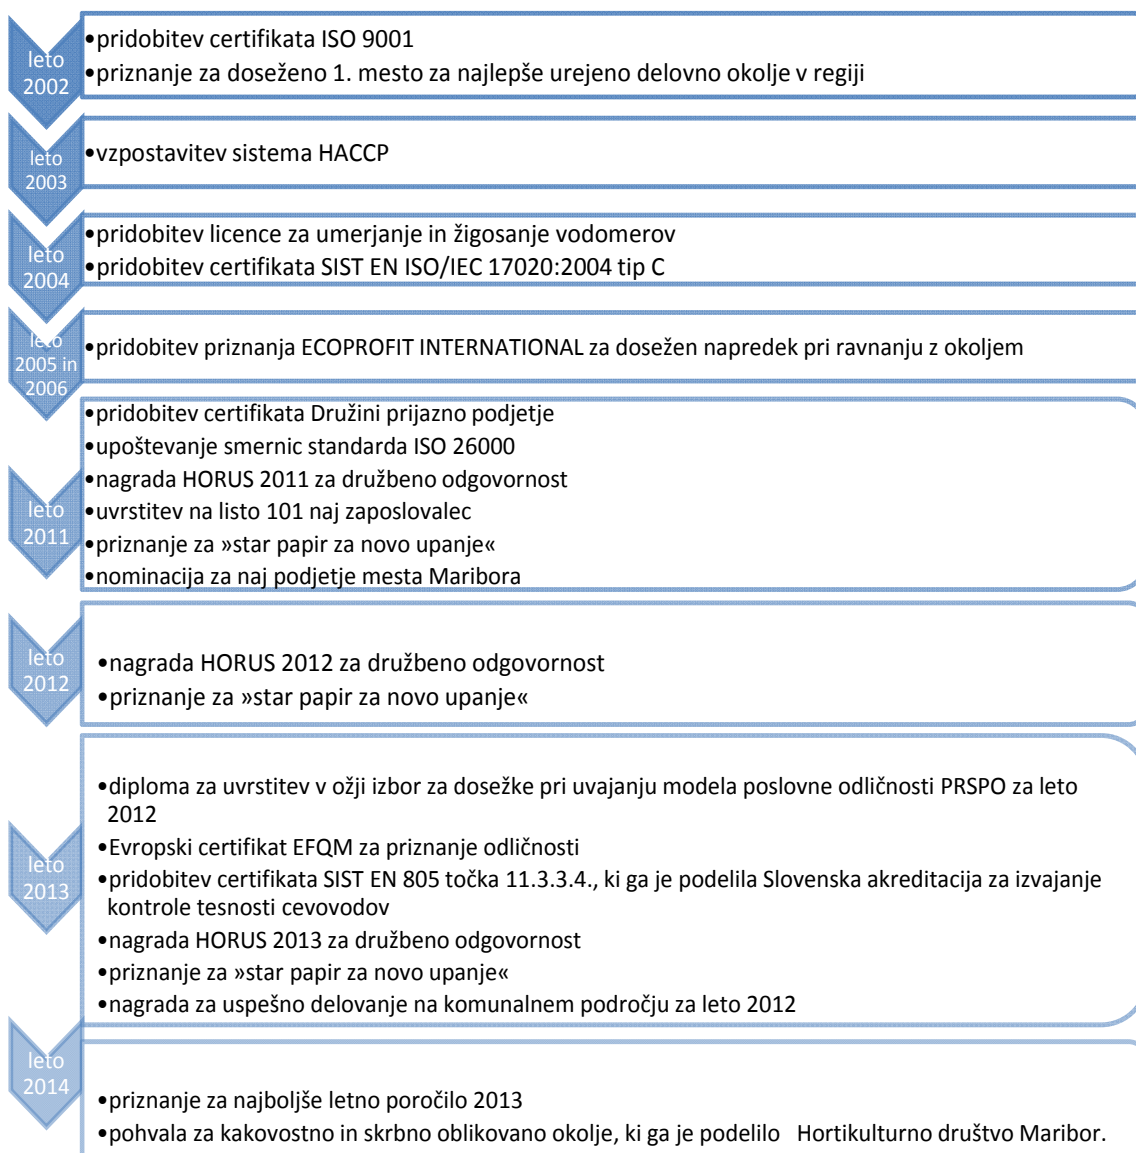 leto
2002
•pridobitev certifikata ISO 9001
•priznanje za doseženo 1. mesto za najlepše urejeno delovno okolje v regiji
leto
2003
•vzpostavitev sistema HACCP
leto
2004
•pridobitev licence za umerjanje in žigosanje vodomerov
•pridobitev certifikata SIST EN ISO/IEC 17020:2004 tip C
leto
2005 in
2006
•pridobitev priznanja ECOPROFIT INTERNATIONAL za dosežen napredek pri ravnanju z okoljem
leto
2011
•pridobitev certifikata Družini prijazno podjetje
•upoštevanje smernic standarda ISO 26000
•nagrada HORUS 2011 za družbeno odgovornost
•uvrstitev na listo 101 naj zaposlovalec
•priznanje za »star papir za novo upanje«
•nominacija za naj podjetje mesta Maribora
leto
2012
•nagrada HORUS 2012 za družbeno odgovornost
•priznanje za »star papir za novo upanje«
leto
2013
•diploma za uvrstitev v ožji izbor za dosežke pri uvajanju modela poslovne odličnosti PRSPO za leto
2012
•Evropski certifikat EFQM za priznanje odličnosti
•pridobitev certifikata SIST EN 805 točka 11.3.3.4., ki ga je podelila Slovenska akreditacija za izvajanje
kontrole tesnosti cevovodov
•nagrada HORUS 2013 za družbeno odgovornost
•priznanje za »star papir za novo upanje«
•nagrada za uspešno delovanje na komunalnem področju za leto 2012
leto
2014
•priznanje za najboljše letno poročilo 2013
•pohvala za kakovostno in skrbno oblikovano okolje, ki ga je podelilo Hortikulturno društvo Maribor.